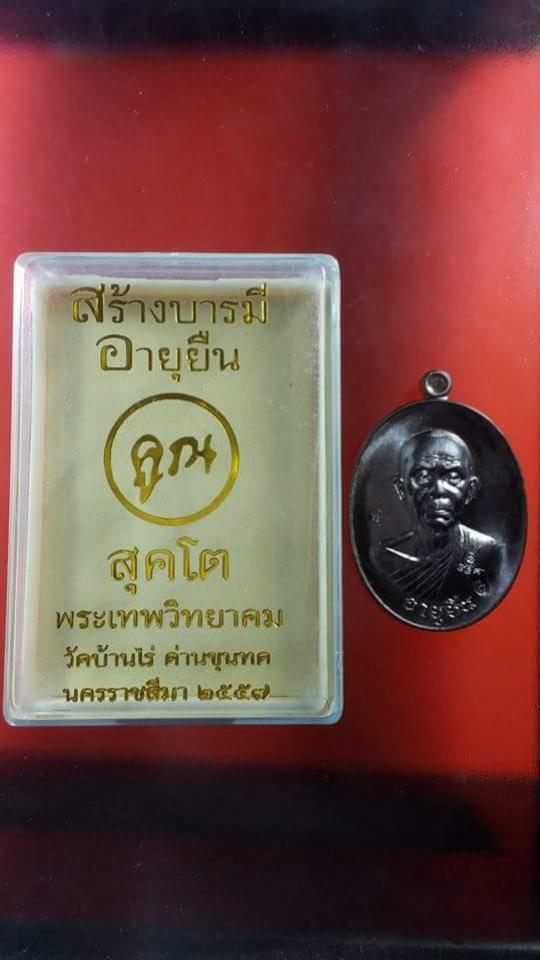 สร้างบารมี
อายุยืน
คูณ
สุคโต
พระเทพวิทยาคม
วัดบ้านไร่ ด่านขุนทด
นครราชสีมา ๒๕๕๗
อายุยืน